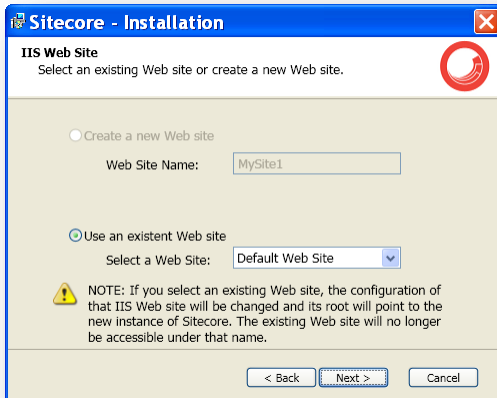 Sitecore - Installation
IIS Web Site
Select an existing Web site or create a new Web site.
Create a new Web site
Web Site Name: MySite1
Use an existent Web site
Select a Web Site: Default Web Site
NOTE: If you select an existing Web site, the configuration of
that IIS Web site will be changed and its root will point to the
new instance of Sitecore. The existing Web site will no longer
be accessible under that name.
< Back Next > Cancel